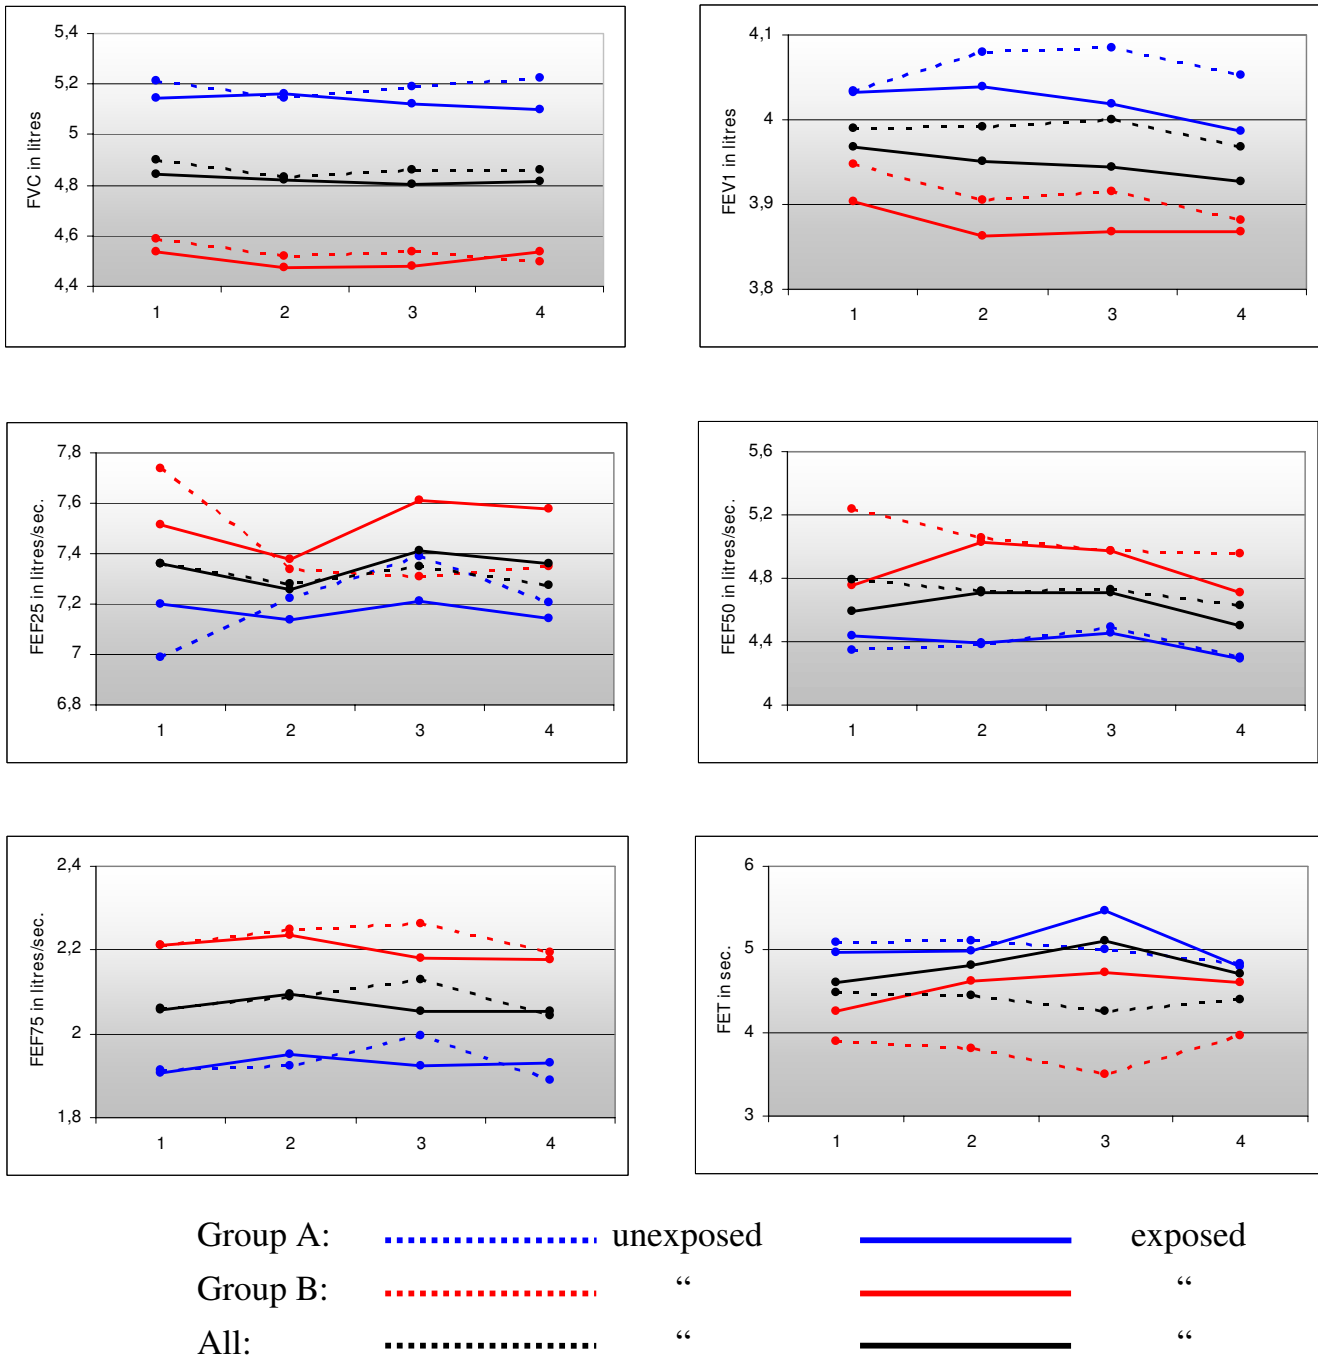 5,4
5,2
5
4,8
4,6
4,4
FVC in litres
1 2 3 4
4,1
4
3,9
3,8
FEV1 in litres
1 2 3 4
7,8
7,6
7,4
7,2
7
6,8
FEF25 in litres/sec.
1 2 3 4
5,6
5,2
4,8
4,4
4
FEF50 in litres/sec.
1 2 3 4
2,4
2,2
2
1,8
FEF75 in litres/sec.
1 2 3 4
6
5
4
3
FET in sec.
1 2 3 4
Group A: unexposed exposed
Group B: “ “
All: “ “